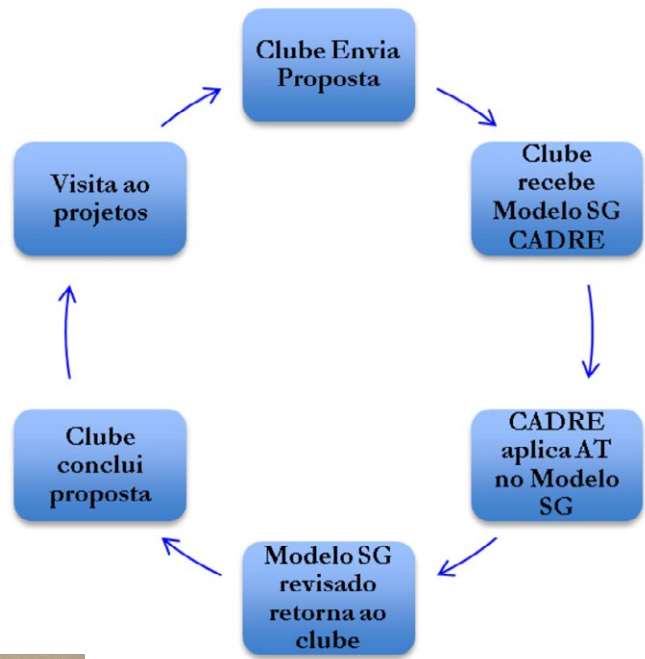 Clube Envia
Proposta
Clube
recebe
Modelo SG
CADRE
CADRE
aplica AT
no Modelo
SG
Modelo SG
revisado
retorna ao
clube
Clube
conclui
proposta
Visita ao
projetos